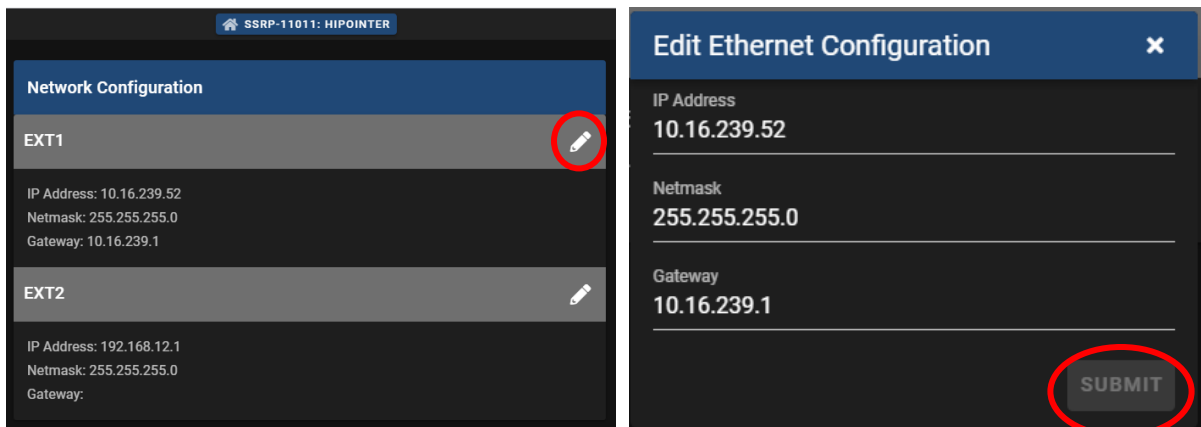 SSRP-11011: HIPOINTER
Network Configuration
EXT1
IP Address: 10.16.239.52
Netmask: 255.255.255.0
Gateway: 10.16.239.1
EXT2
IP Address: 192.168.12.1
Netmask: 255.255.255.0
Gateway:
Edit Ethernet Configuration
IP Address
10.16.239.52
Netmask
255.255.255.0
Gateway
10.16.239.1
SUBMIT